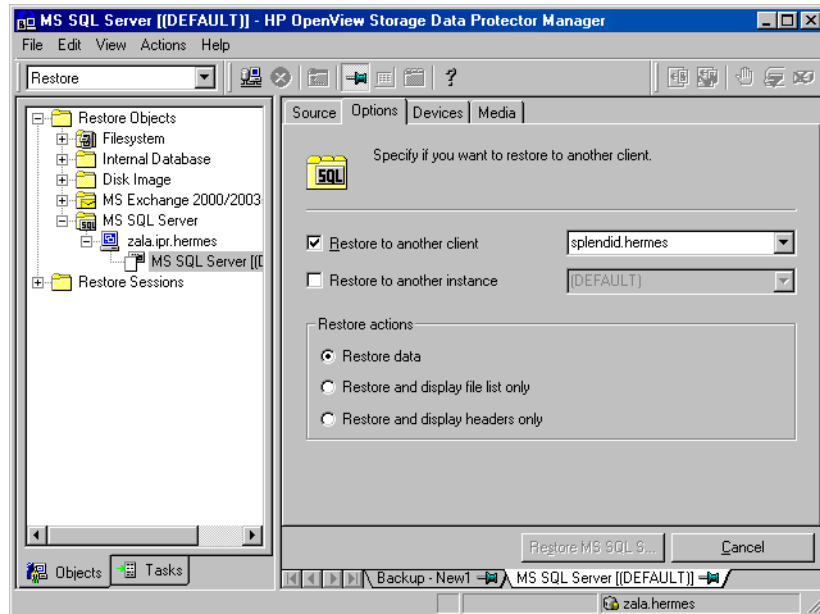 MS SQL Server [(DEFAULT)] - HP OpenView Storage Data Protector Manager
File Edit View Actions Help
Restore
Restore Objects
Filesystem
Internal Database
Disk Image
MS Exchange 2000/2003
MS SQL Server
zala.ipr.hermes
MS SQL Server [(D
Restore Sessions
Objects Tasks
Source Options Devices Media
SQL
Specify if you want to restore to another client.
Restore to another client splendid.hermes
Restore to another instance (DEFAULT)
Restore actions
Restore data
Restore and display file list only
Restore and display headers only
Restore MS SQL S... Cancel
Backup - New1 MS SQL Server [(DEFAULT)]
zala.hermes